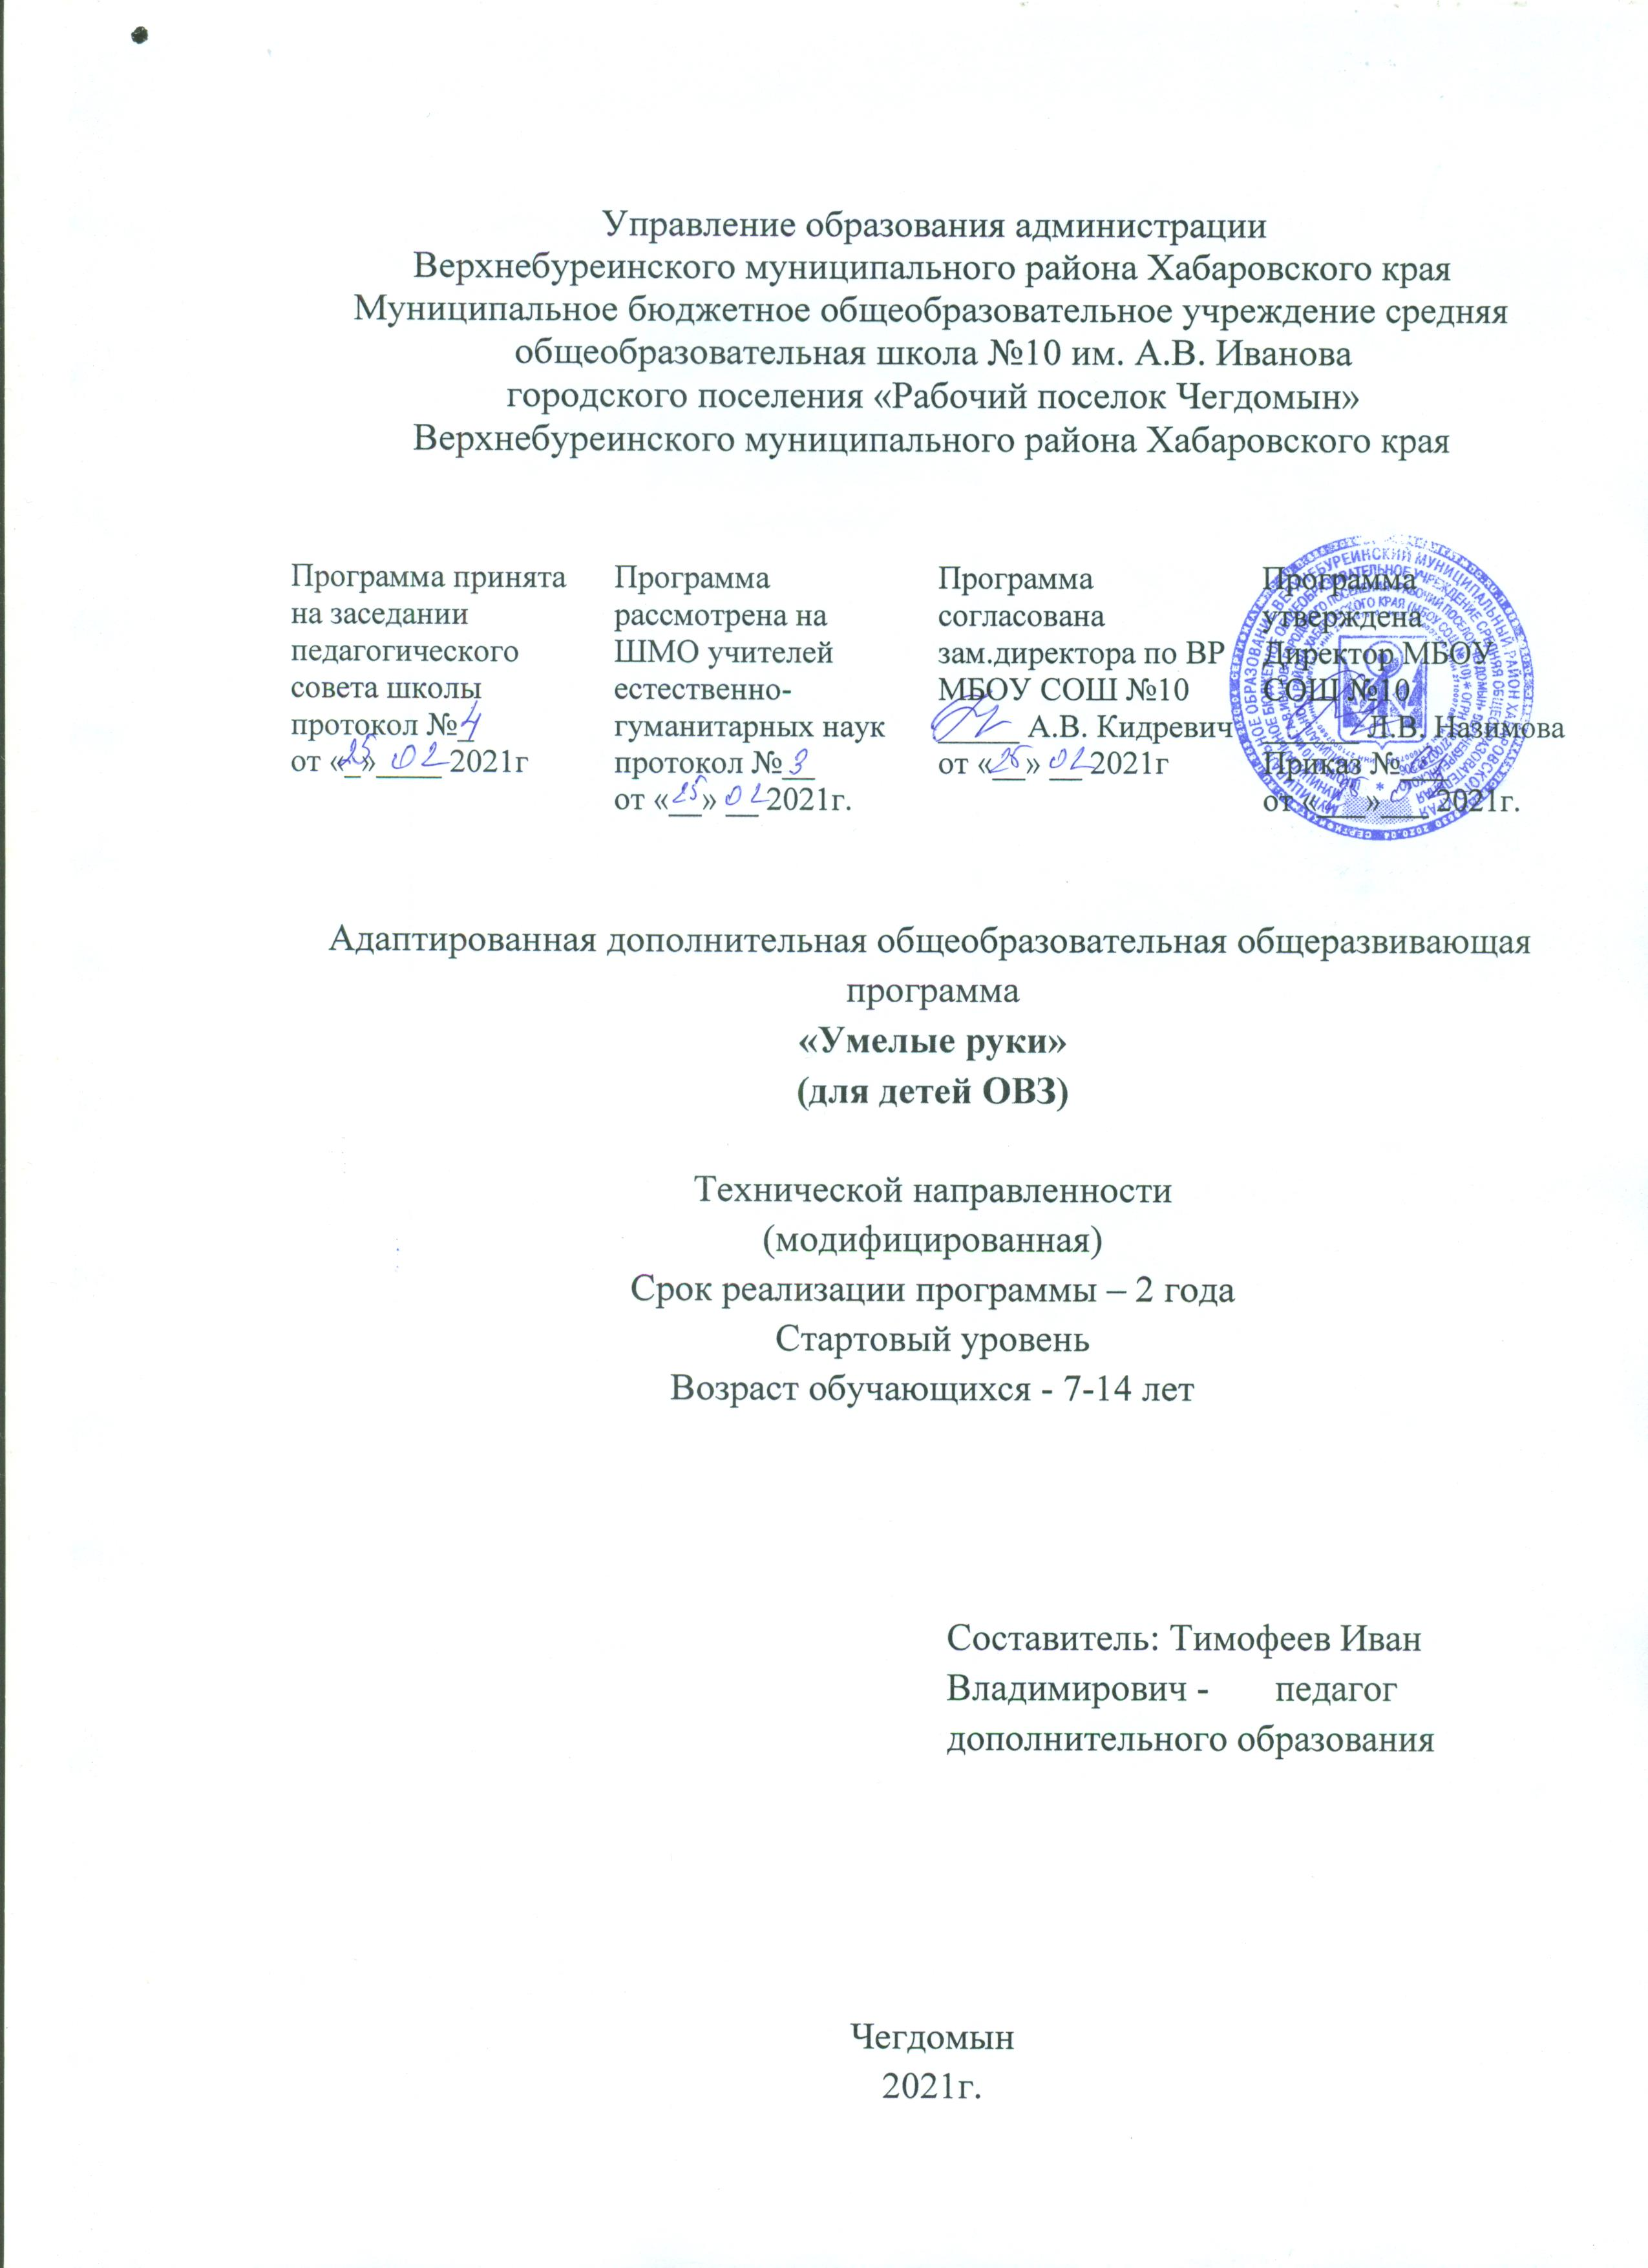 Управление образования администрации
Верхнебуреинского муниципального района Хабаровского края
Муниципальное бюджетное общеобразовательное учреждение средняя
общеобразовательная школа №10 им. А.В. Иванова
городского поселения «Рабочий поселок Чегдомын»
Верхнебуреинского муниципального района Хабаровского края
Программа принята
на заседании
педагогического
совета школы
протокол № 4
от «25» 02 2021г
Программа
рассмотрена на
ШМО учителей
естественно-
гуманитарных наук
протокол № 3
от «25» 02 2021г.
Программа
согласована
зам.директора по ВР
МБОУ СОШ №10
А.В. Кидревич
от «25» 02 2021г
Программа
утверждена
Директор МБОУ
СОШ №10
Л.В. Назимова
Приказ №
от « » 2021г.
Адаптированная дополнительная общеобразовательная общеразвивающая
программа
«Умелые руки»
(для детей ОВЗ)
Технической направленности
(модифицированная)
Срок реализации программы – 2 года
Стартовый уровень
Возраст обучающихся - 7-14 лет
Составитель: Тимофеев Иван
Владимирович - педагог
дополнительного образования
Чегдомын
2021г.